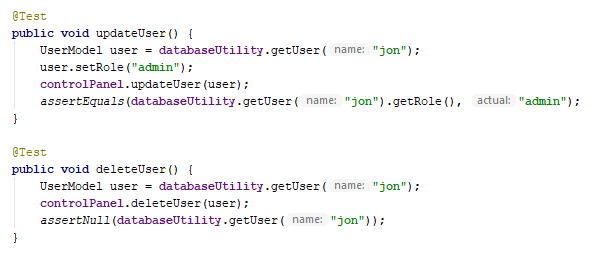 @Test
public void updateUser() {
UserModel user = databaseUtility.getUser( name: "jon");
user.setRole("admin");
controlPanel.updateUser(user);
assertEquals(databaseUtility.getUser( name: "jon").getRole(), actual: "admin");
}
@Test
public void deleteUser() {
UserModel user = databaseUtility.getUser( name: "jon");
controlPanel.deleteUser(user);
assertNull(databaseUtility.getUser( name: "jon"));
}